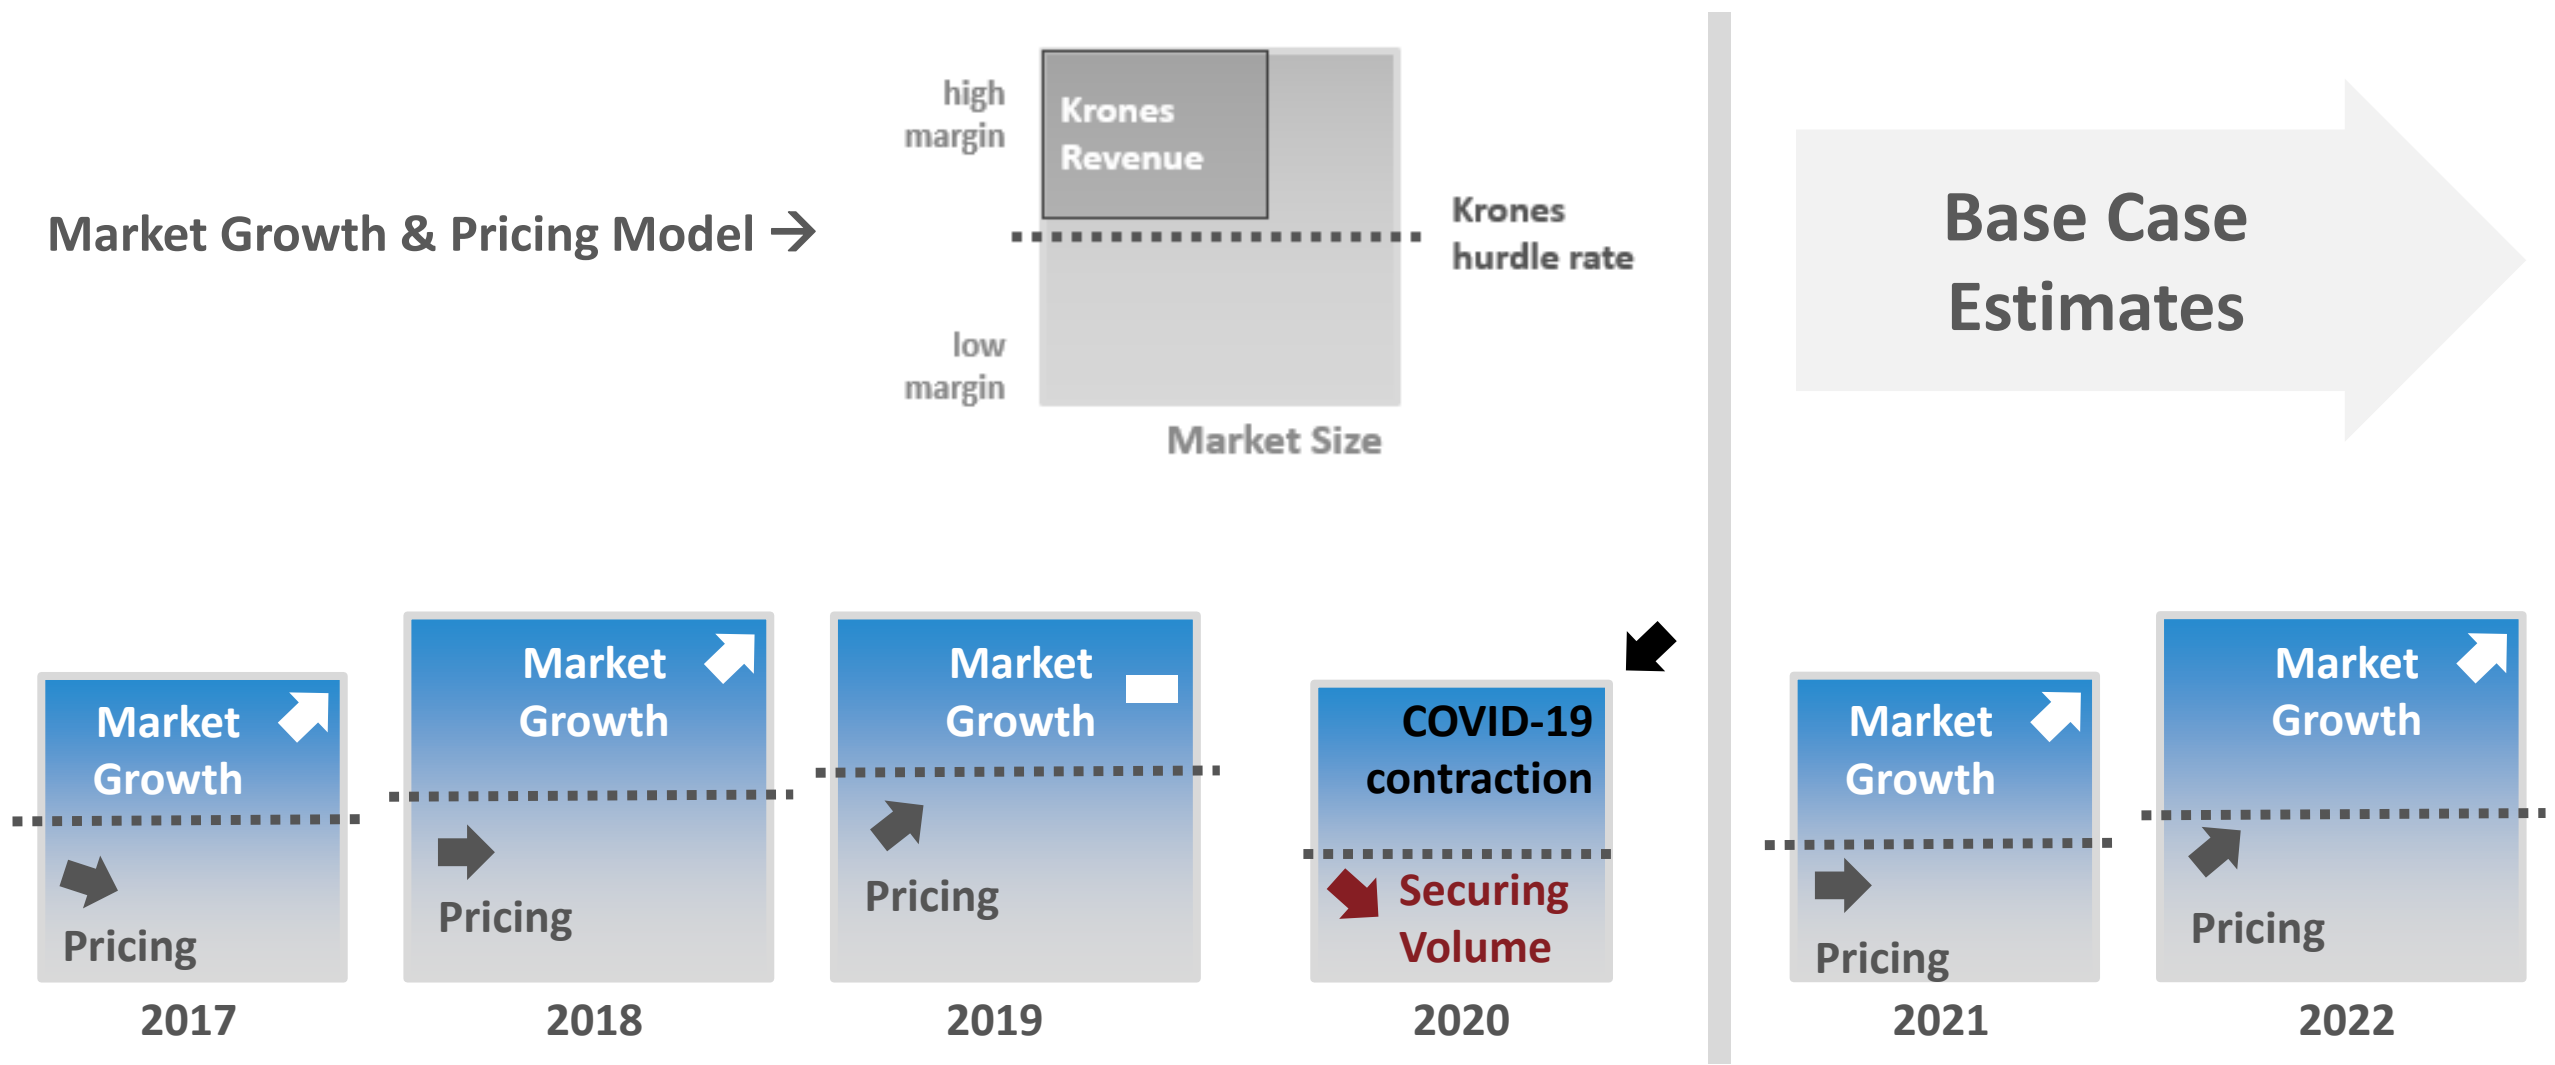 Market Growth & Pricing Model →
high
margin
Krones
Revenue
Krones
hurdle rate
low
margin
Market Size
Base Case
Estimates
Market
Growth
Pricing
2017
Market
Growth
Pricing
2018
Market
Growth
Pricing
2019
COVID-19
contraction
Securing
Volume
2020
Market
Growth
Pricing
2021
Market
Growth
Pricing
2022